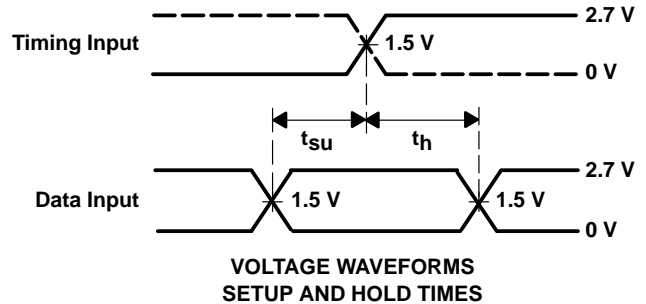 2.7 V
Timing Input
1.5 V
0 V
tsu
th
2.7 V
Data Input
1.5 V
1.5 V
0 V
VOLTAGE WAVEFORMS
SETUP AND HOLD TIMES